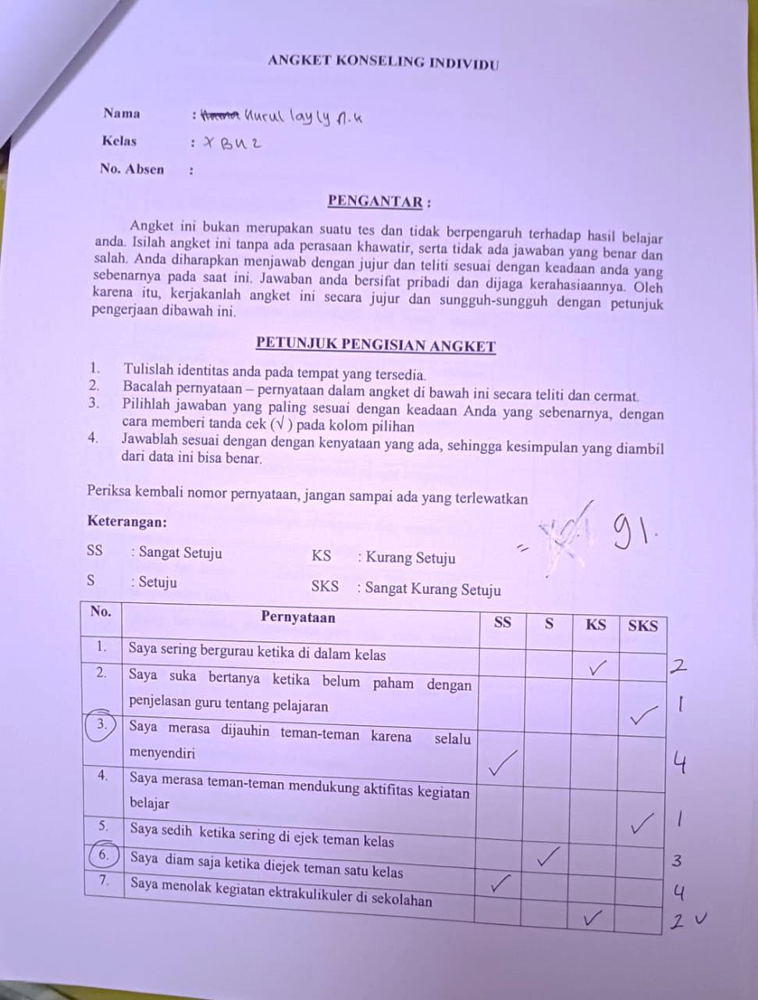 ANGKET KONSELING INDIVIDU
Nama : Nurul layly n.k
Kelas : X BU 2
No. Absen :
PENGANTAR :
Angket ini bukan merupakan suatu tes dan tidak berpengaruh terhadap hasil belajar
anda. Isilah angket ini tanpa ada perasaan khawatir, serta tidak ada jawaban yang benar dan
salah. Anda diharapkan menjawab dengan jujur dan teliti sesuai dengan keadaan anda yang
sebenarnya pada saat ini. Jawaban anda bersifat pribadi dan dijaga kerahasiaannya. Oleh
karena itu, kerjakanlah angket ini secara jujur dan sungguh-sungguh dengan petunjuk
pengerjaan dibawah ini.
PETUNJUK PENGISIAN ANGKET
1. Tulislah identitas anda pada tempat yang tersedia.
2. Bacalah pernyataan – pernyataan dalam angket di bawah ini secara teliti dan cermat.
3. Pilihlah jawaban yang paling sesuai dengan keadaan Anda yang sebenarnya, dengan
cara memberi tanda cek (√ ) pada kolom pilihan
4. Jawablah sesuai dengan dengan kenyataan yang ada, sehingga kesimpulan yang diambil
dari data ini bisa benar.
Periksa kembali nomor pernyataan, jangan sampai ada yang terlewatkan
Keterangan:
= 91.
SS : Sangat Setuju KS : Kurang Setuju
S : Setuju SKS : Sangat Kurang Setuju
No. Pernyataan SS S KS SKS
1. Saya sering bergurau ketika di dalam kelas ✓ 2
2. Saya suka bertanya ketika belum paham dengan
penjelasan guru tentang pelajaran ✓ 1
3. Saya merasa dijauhin teman-teman karena selalu
menyendiri ✓ 4
4. Saya merasa teman-teman mendukung aktifitas kegiatan
belajar ✓ 1
5. Saya sedih ketika sering di ejek teman kelas ✓ 3
6. Saya diam saja ketika diejek teman satu kelas ✓ 4
7. Saya menolak kegiatan ektrakulikuler di sekolahan ✓ 2 ✓